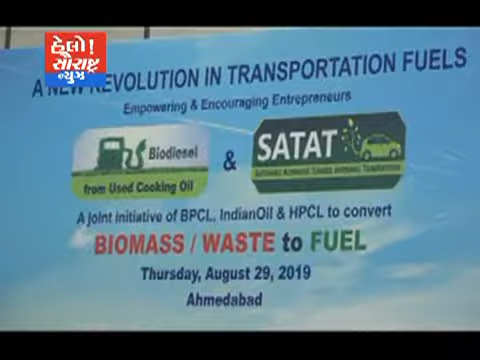 હેલો!
સૌરાષ્ટ્ર
ન્યુઝ
A NEW REVOLUTION IN TRANSPORTATION FUELS
Empowering & Encouraging Entrepreneurs
Biodiesel
from Used Cooking Oil
&
SATAT
A Joint initiative of BPCL, IndianOil & HPCL to convert
BIOMASS / WASTE to FUEL
Thursday, August 29, 2019
Ahmedabad